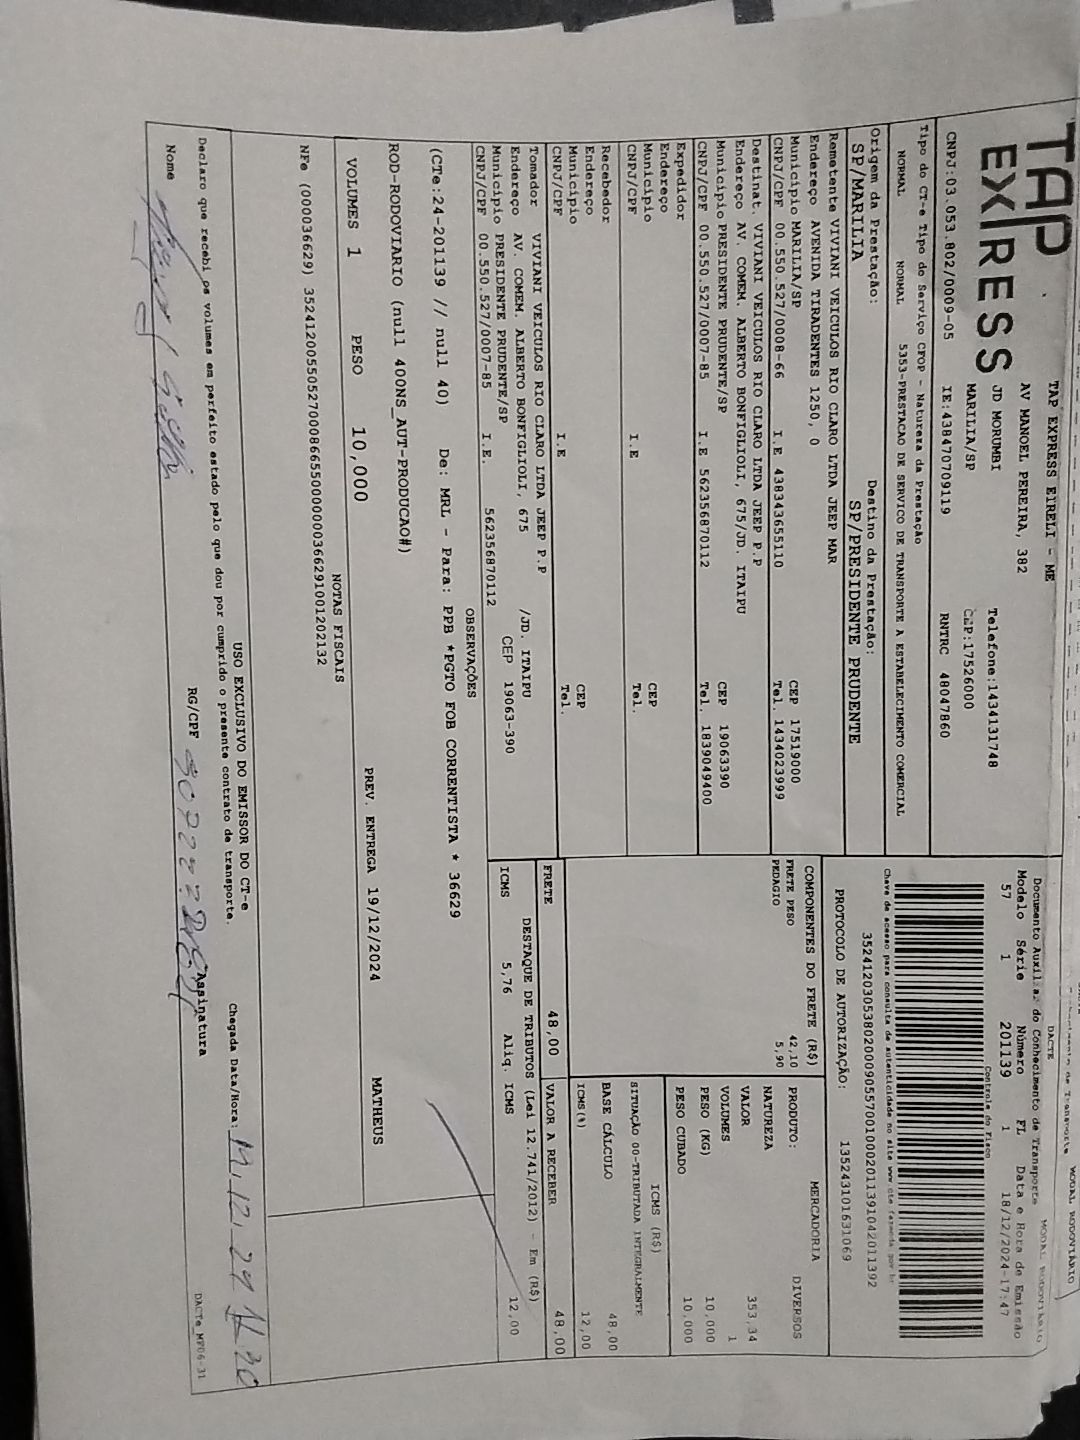 TAP EXPRESS
TAP EXPRESS EIRELI - ME
AV MANOEL PEREIRA, 382
JD MORUMBI Telefone:1434131748
MARILIA/SP CEP:17526000
CNPJ:03.053.802/0009-05 IE:438470709119 RNTRC 48047860
DACTE MODAL RODOVIÁRIO
Documento Auxiliar do Conhecimento de Transporte
Modelo Série Número FL Data e Hora de Emissão
57 1 201139 1 18/12/2024-17:47
Controle do Fisco
Chave de acesso para consulta de autenticidade no site www.cte.fazenda.gov.br
35241203053802000905570010002011391042011392
PROTOCOLO DE AUTORIZAÇÃO: 135243101631069
Tipo do CT-e Tipo do Serviço CFOP - Natureza da Prestação
NORMAL NORMAL 5353-PRESTACAO DE SERVICO DE TRANSPORTE A ESTABELECIMENTO COMERCIAL
Origem da Prestação: Destino da Prestação:
SP/MARILIA SP/PRESIDENTE PRUDENTE
Remetente VIVIANI VEICULOS RIO CLARO LTDA JEEP MAR
Endereço AVENIDA TIRADENTES 1250, 0
Município MARILIA/SP CEP 17519000
CNPJ/CPF 00.550.527/0008-66 I.E 438343655110 Tel. 1434023999
Destinat. VIVIANI VEICULOS RIO CLARO LTDA JEEP P.P
Endereço AV. COMEM. ALBERTO BONFIGLIOLI, 675/JD. ITAIPU
Município PRESIDENTE PRUDENTE/SP CEP 19063390
CNPJ/CPF 00.550.527/0007-85 I.E 562356870112 Tel. 1839049400
Expedidor
Endereço
Município CEP
CNPJ/CPF I.E Tel.
Recebedor
Endereço
Município CEP
CNPJ/CPF I.E Tel.
Tomador VIVIANI VEICULOS RIO CLARO LTDA JEEP P.P
Endereço AV. COMEM. ALBERTO BONFIGLIOLI, 675 /JD. ITAIPU
Município PRESIDENTE PRUDENTE/SP CEP 19063-390
CNPJ/CPF 00.550.527/0007-85 I.E. 562356870112
COMPONENTES DO FRETE (R$)
FRETE PESO 42,10
PEDAGIO 5,90
MERCADORIA
PRODUTO: DIVERSOS
NATUREZA
VALOR 353,34
VOLUMES 1
PESO (KG) 10,000
PESO CUBADO 10,000
ICMS (R$)
SITUAÇÃO 00-TRIBUTADA INTEGRALMENTE
BASE CÁLCULO 48,00
ICMS(%) 12,00
FRETE 48,00 VALOR A RECEBER 48,00
DESTAQUE DE TRIBUTOS (Lei 12.741/2012) - Em (R$)
ICMS 5,76 Aliq. ICMS 12,00
OBSERVAÇÕES
(CTe:24-201139 // null 40) De: MRL - Para: PPB *PGTO FOB CORRENTISTA * 36629
ROD-RODOVIARIO (null 400NS_AUT-PRODUCAO#)
VOLUMES 1 PESO 10,000 PREV. ENTREGA 19/12/2024 MATHEUS
NOTAS FISCAIS
NFe (000036629) 35241200550527000866550000000366291001202132
USO EXCLUSIVO DO EMISSOR DO CT-e
Declaro que recebi os volumes em perfeito estado pelo que dou por cumprido o presente contrato de transporte. Chegada Data/Hora:
Nome RG/CPF Assinatura
DACTe_MP06-31